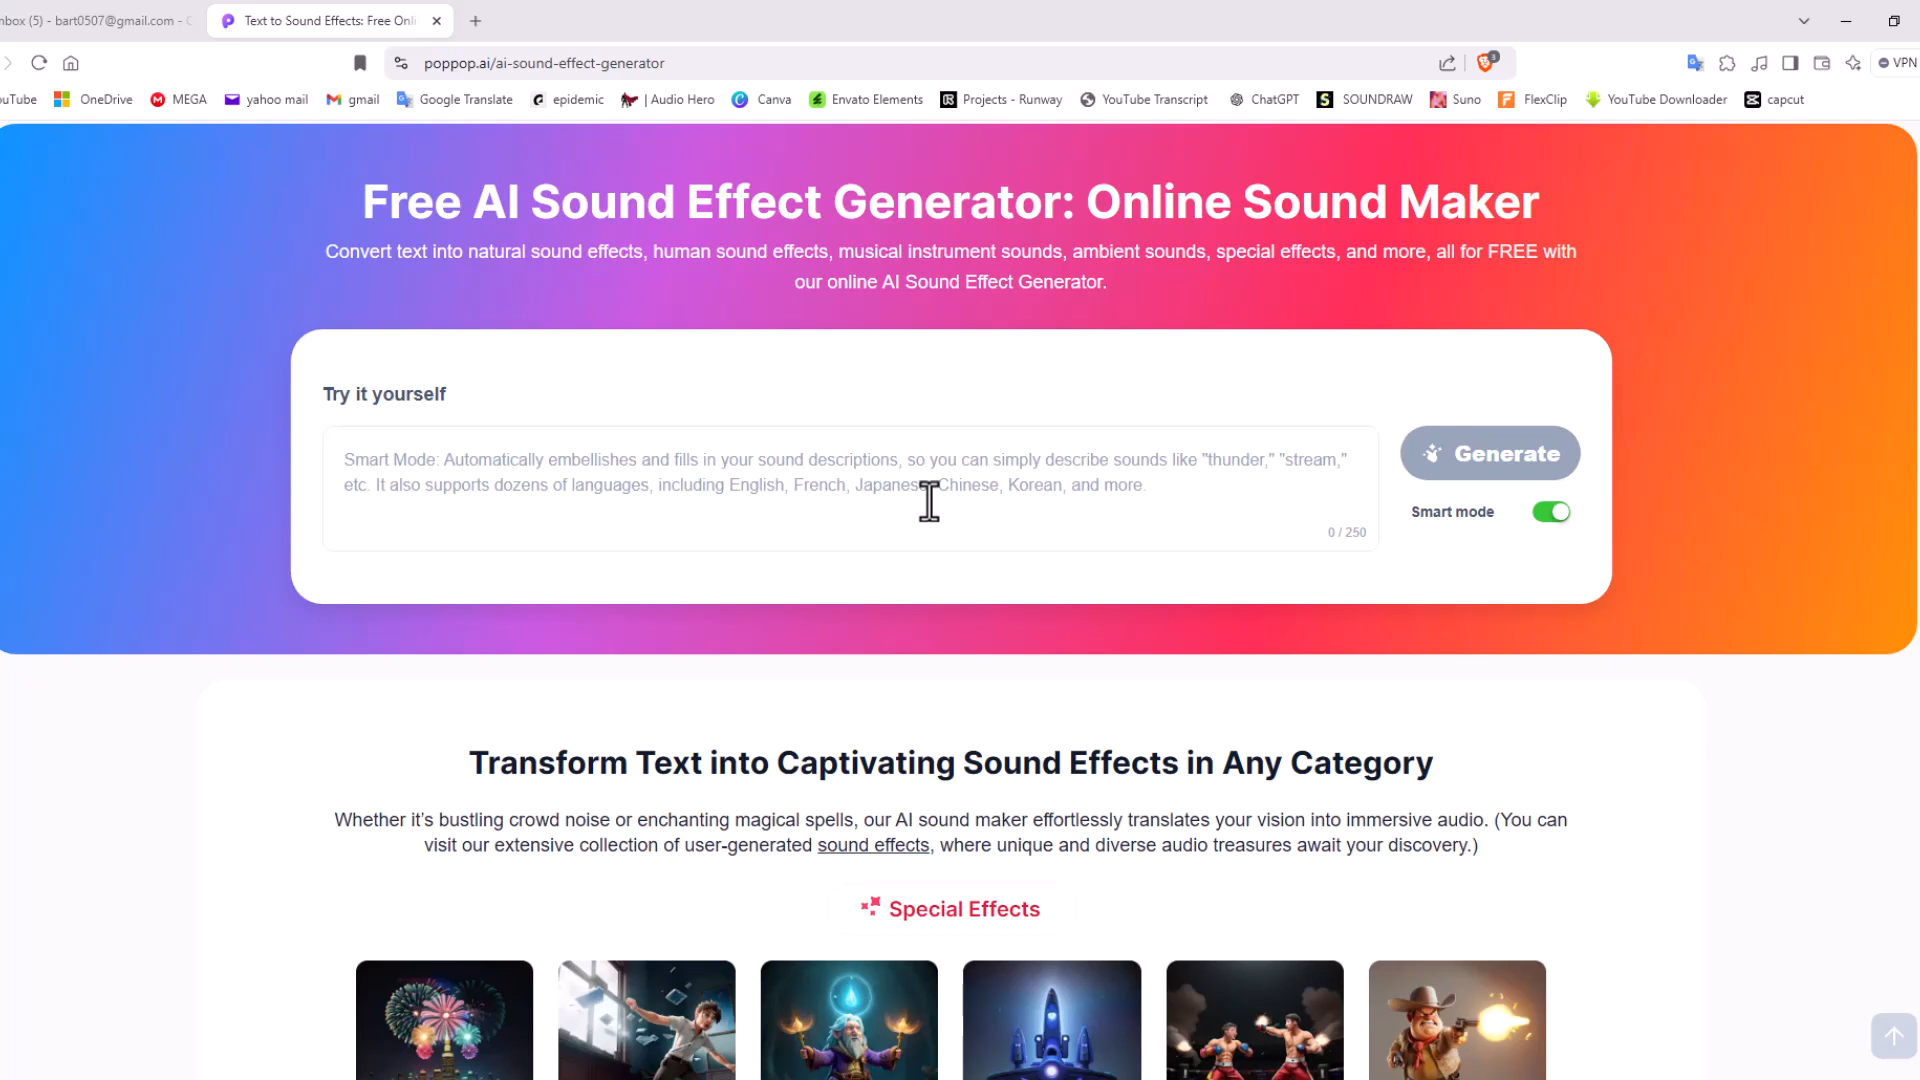 nbox (5) - bart0507@gmail.com -
Text to Sound Effects: Free Onli
poppop.ai/ai-sound-effect-generator
3
VPN
ouTube OneDrive MEGA yahoo mail gmail Google Translate epidemic | Audio Hero Canva Envato Elements Projects - Runway YouTube Transcript ChatGPT SOUNDRAW Suno FlexClip YouTube Downloader capcut
Free AI Sound Effect Generator: Online Sound Maker
Convert text into natural sound effects, human sound effects, musical instrument sounds, ambient sounds, special effects, and more, all for FREE with
our online AI Sound Effect Generator.
Try it yourself
Smart Mode: Automatically embellishes and fills in your sound descriptions, so you can simply describe sounds like "thunder," "stream,"
etc. It also supports dozens of languages, including English, French, Japanese, Chinese, Korean, and more.
0 / 250
Generate
Smart mode
Transform Text into Captivating Sound Effects in Any Category
Whether it's bustling crowd noise or enchanting magical spells, our AI sound maker effortlessly translates your vision into immersive audio. (You can
visit our extensive collection of user-generated sound effects, where unique and diverse audio treasures await your discovery.)
Special Effects